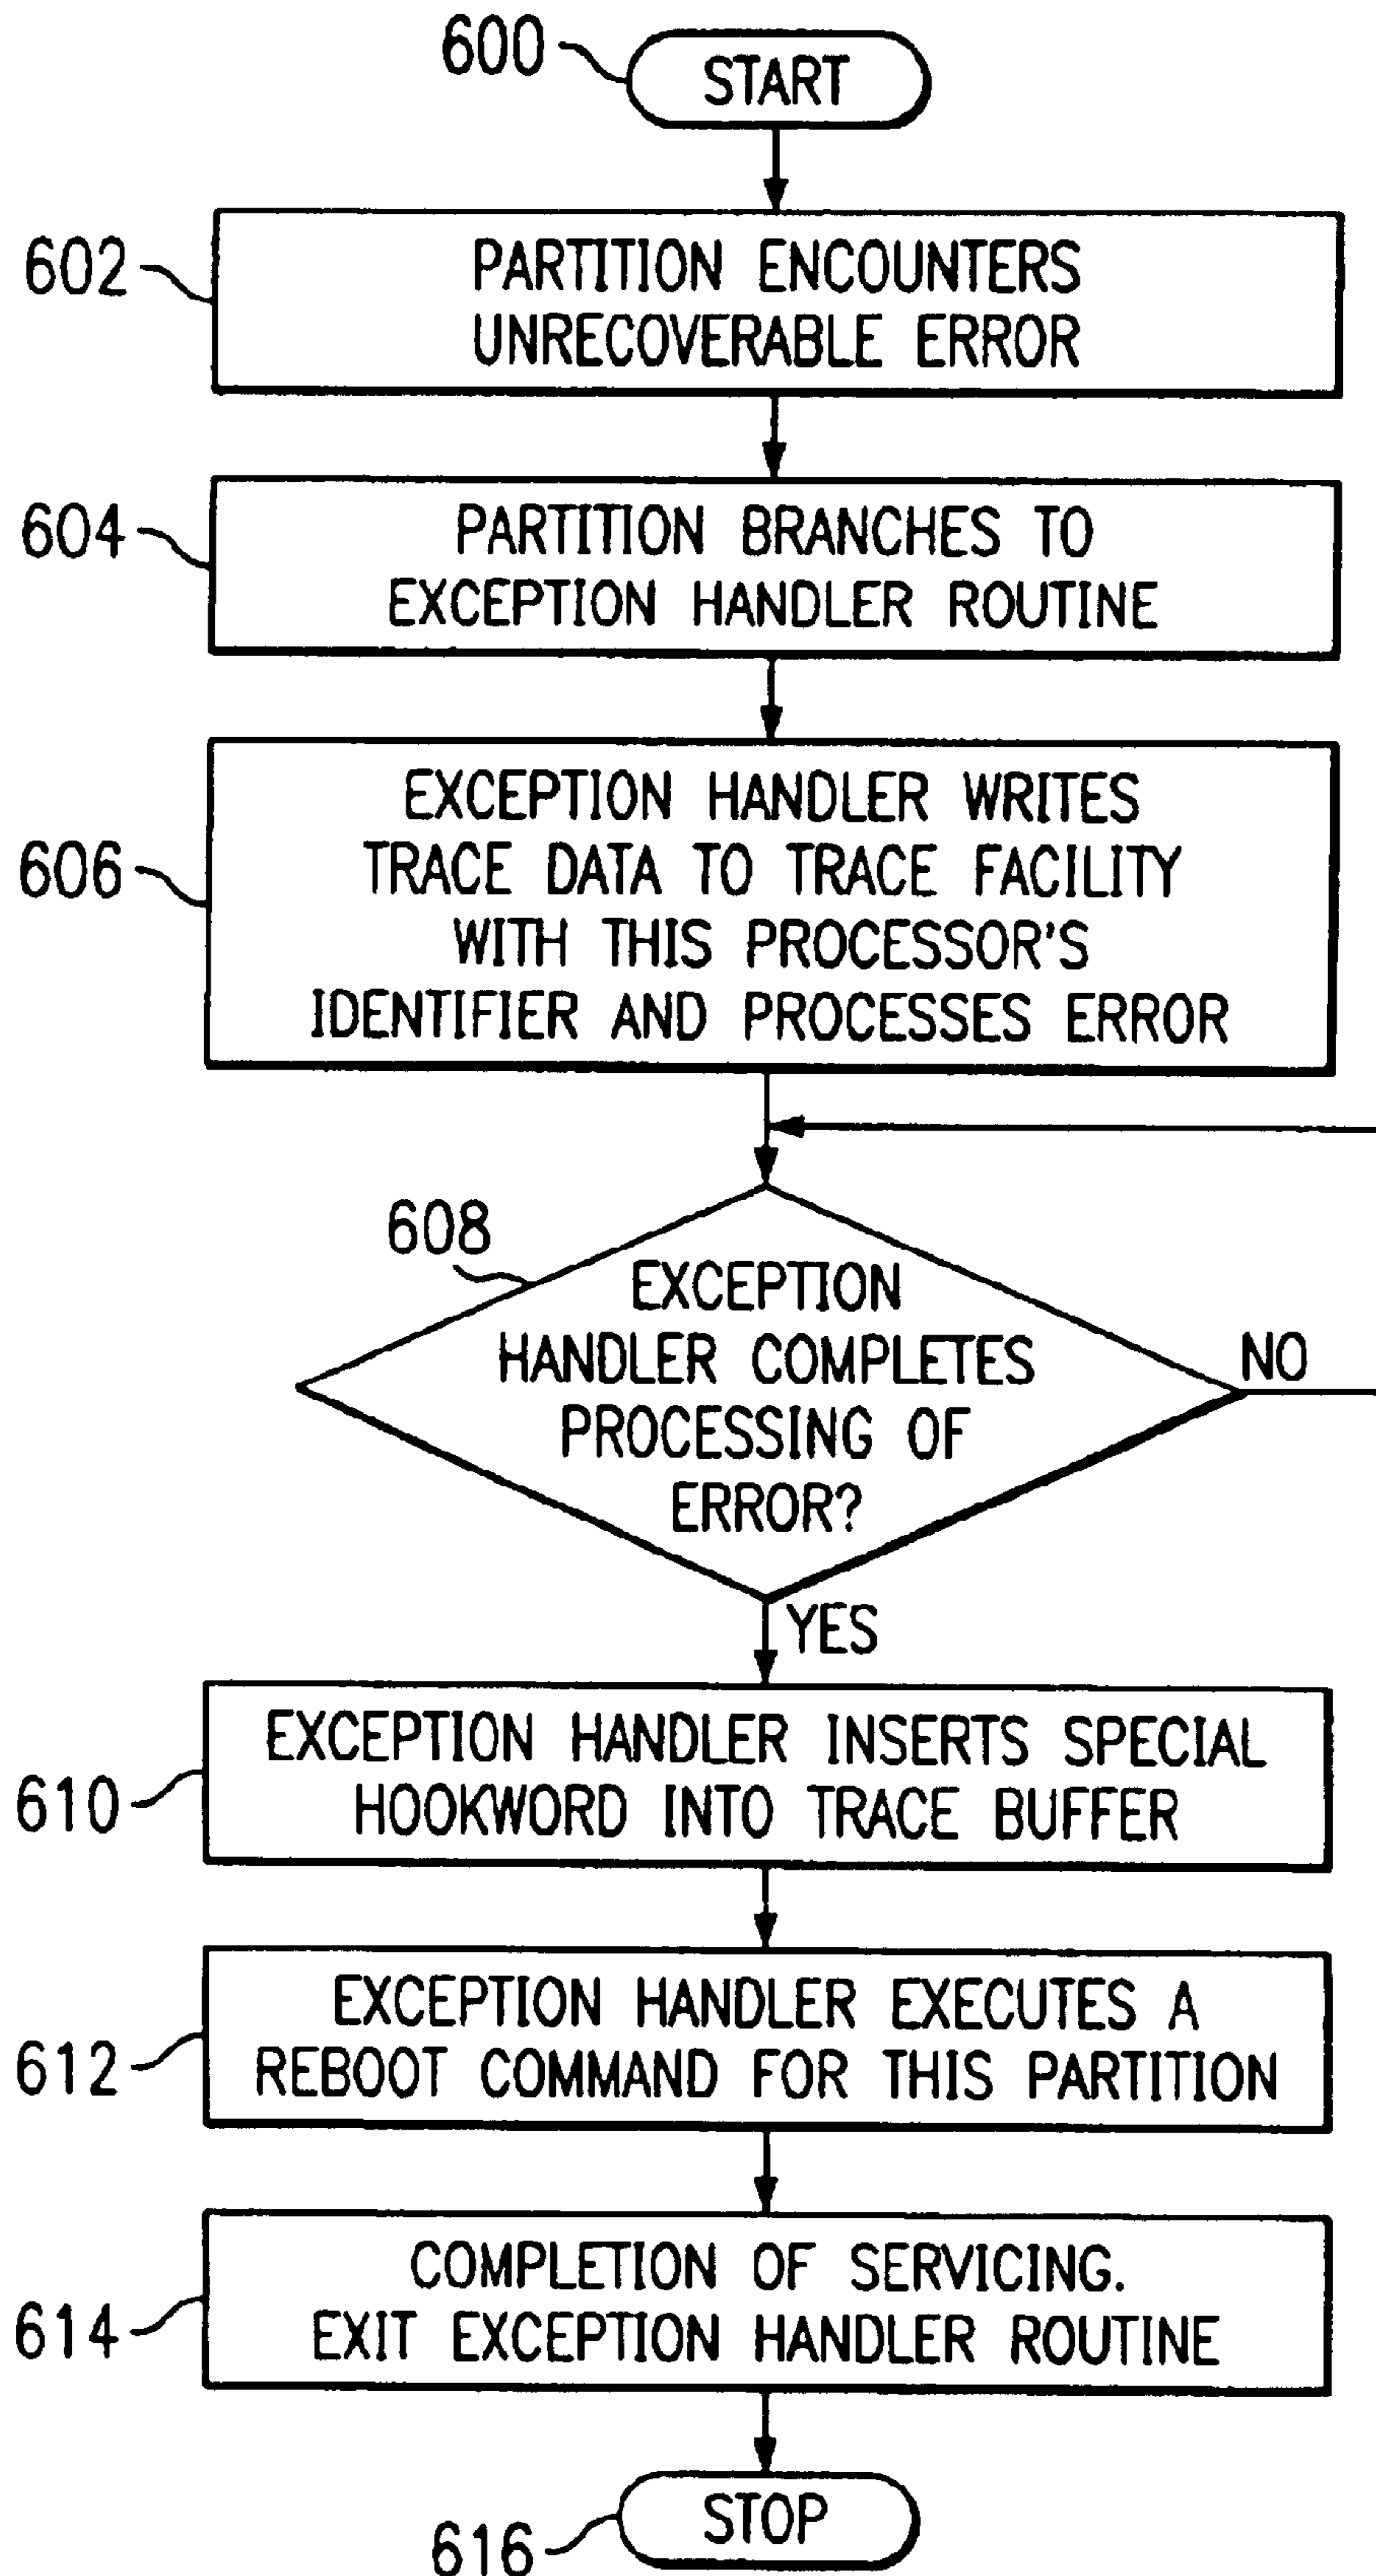 600
START
602
PARTITION ENCOUNTERS
UNRECOVERABLE ERROR
604
PARTITION BRANCHES TO
EXCEPTION HANDLER ROUTINE
606
EXCEPTION HANDLER WRITES
TRACE DATA TO TRACE FACILITY
WITH THIS PROCESSOR'S
IDENTIFIER AND PROCESSES ERROR
608
EXCEPTION
HANDLER COMPLETES
PROCESSING OF
ERROR?
NO
YES
610
EXCEPTION HANDLER INSERTS SPECIAL
HOOKWORD INTO TRACE BUFFER
612
EXCEPTION HANDLER EXECUTES A
REBOOT COMMAND FOR THIS PARTITION
614
COMPLETION OF SERVICING.
EXIT EXCEPTION HANDLER ROUTINE
616
STOP